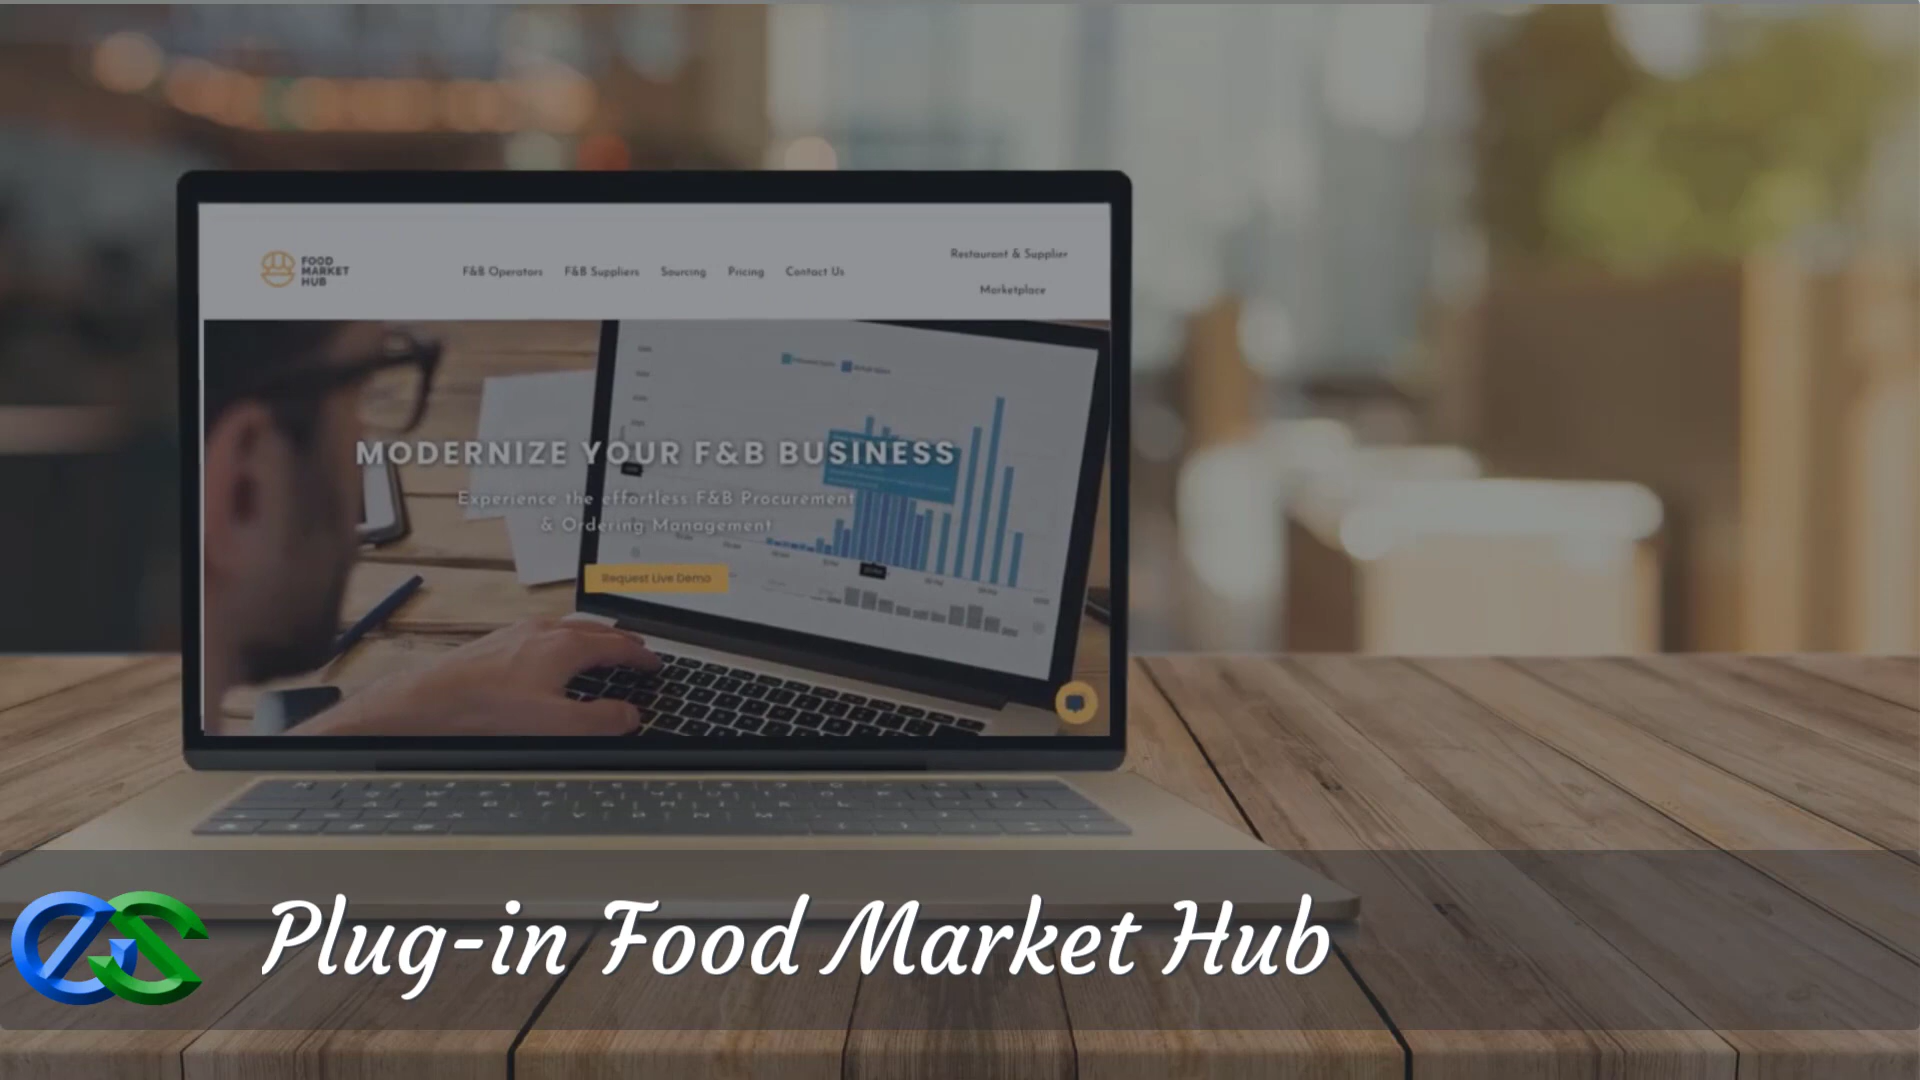 FOOD
MARKET
HUB
F&B Operators
F&B Suppliers
Sourcing
Pricing
Contact Us
Restaurant & Supplier
Marketplace
MODERNIZE YOUR F&B BUSINESS
Experience the effortless F&B Procurement
& Ordering Management
Request Live Demo
Plug-in Food Market Hub